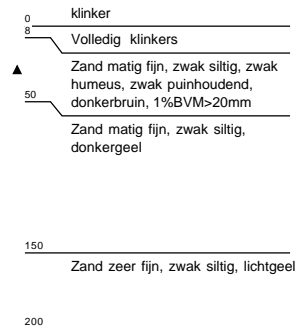 0 klinker
8 Volledig klinkers
Zand matig fijn, zwak siltig, zwak
humeus, zwak puinhoudend,
donkerbruin, 1%BVM>20mm
50
Zand matig fijn, zwak siltig,
donkergeel
150
Zand zeer fijn, zwak siltig, lichtgeel
200